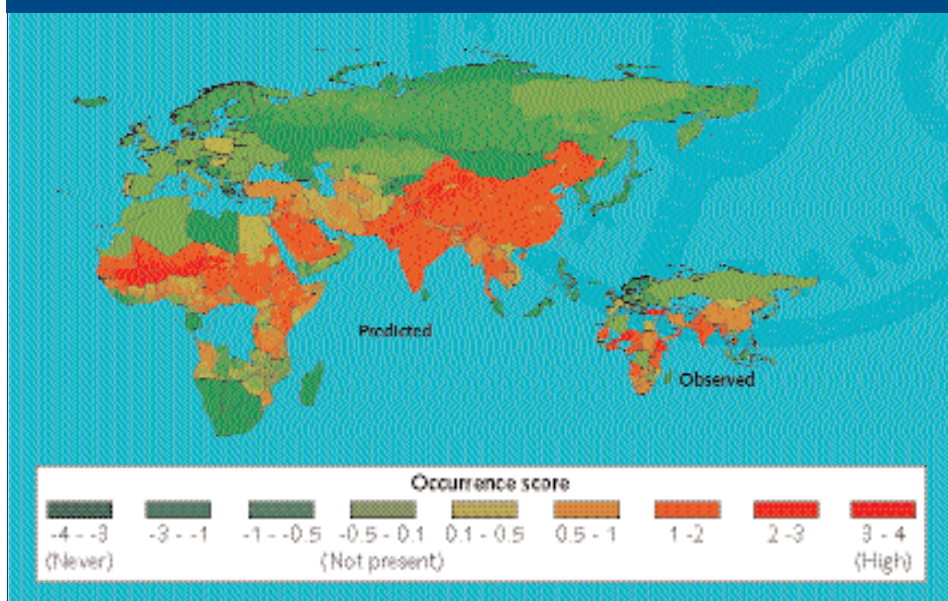 Predicted
Observed
Occurrence score
-4 - -3 -3 - -1 -1 - -0.5 -0.5 - 0.1 0.1 - 0.5 0.5 - 1 1 -2 2 -3 3 - 4
(Never) (Not present) (High)